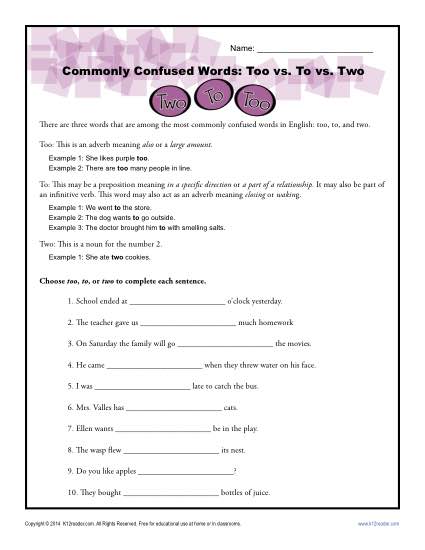 Name: ____________________
Commonly Confused Words: Too vs. To vs. Two
Two To Too
There are three words that are among the most commonly confused words in English: too, to, and two.
Too: This is an adverb meaning also or a large amount.
Example 1: She likes purple too.
Example 2: There are too many people in line.
To: This may be a preposition meaning in a specific direction or a part of a relationship. It may also be part of
an infinitive verb. This word may also act as an adverb meaning closing or waking.
Example 1: We went to the store.
Example 2: The dog wants to go outside.
Example 3: The doctor brought him to with smelling salts.
Two: This is a noun for the number 2.
Example 1: She ate two cookies.
Choose too, to, or two to complete each sentence.
1. School ended at ____________________ o'clock yesterday.
2. The teacher gave us ____________________ much homework
3. On Saturday the family will go ____________________ the movies.
4. He came ____________________ when they threw water on his face.
5. I was ____________________ late to catch the bus.
6. Mrs. Valles has ____________________ cats.
7. Ellen wants ____________________ be in the play.
8. The wasp flew ____________________ its nest.
9. Do you like apples ____________________?
10. They bought ____________________ bottles of juice.
Copyright © 2014 K12reader.com. All Rights Reserved. Free for educational use at home or in classrooms.
www.k12reader.com